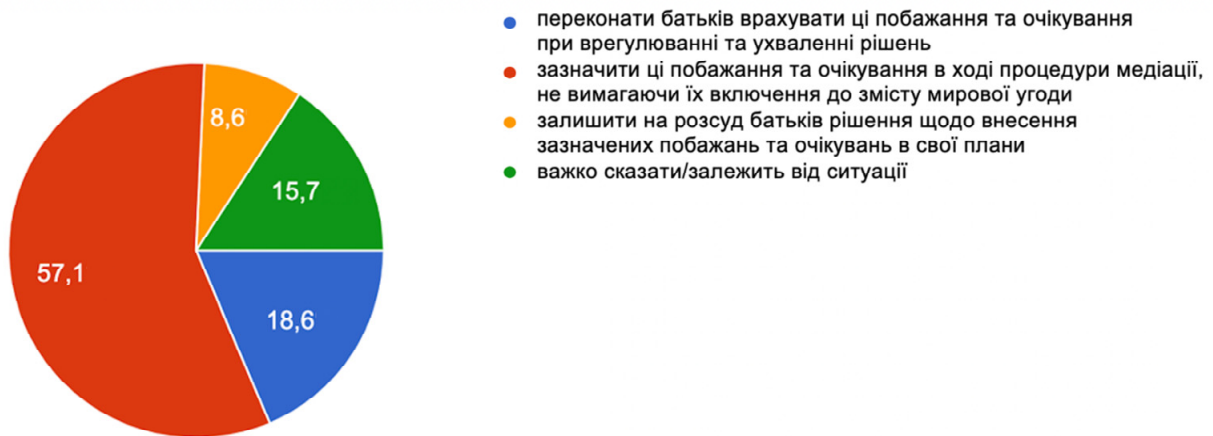 переконати батьків врахувати ці побажання та очікування
при врегулюванні та ухваленні рішень
зазначити ці побажання та очікування в ході процедури медіації,
не вимагаючи їх включення до змісту мирової угоди
залишити на розсуд батьків рішення щодо внесення
зазначених побажань та очікувань в свої плани
важко сказати/залежить від ситуації
8,6
15,7
57,1
18,6